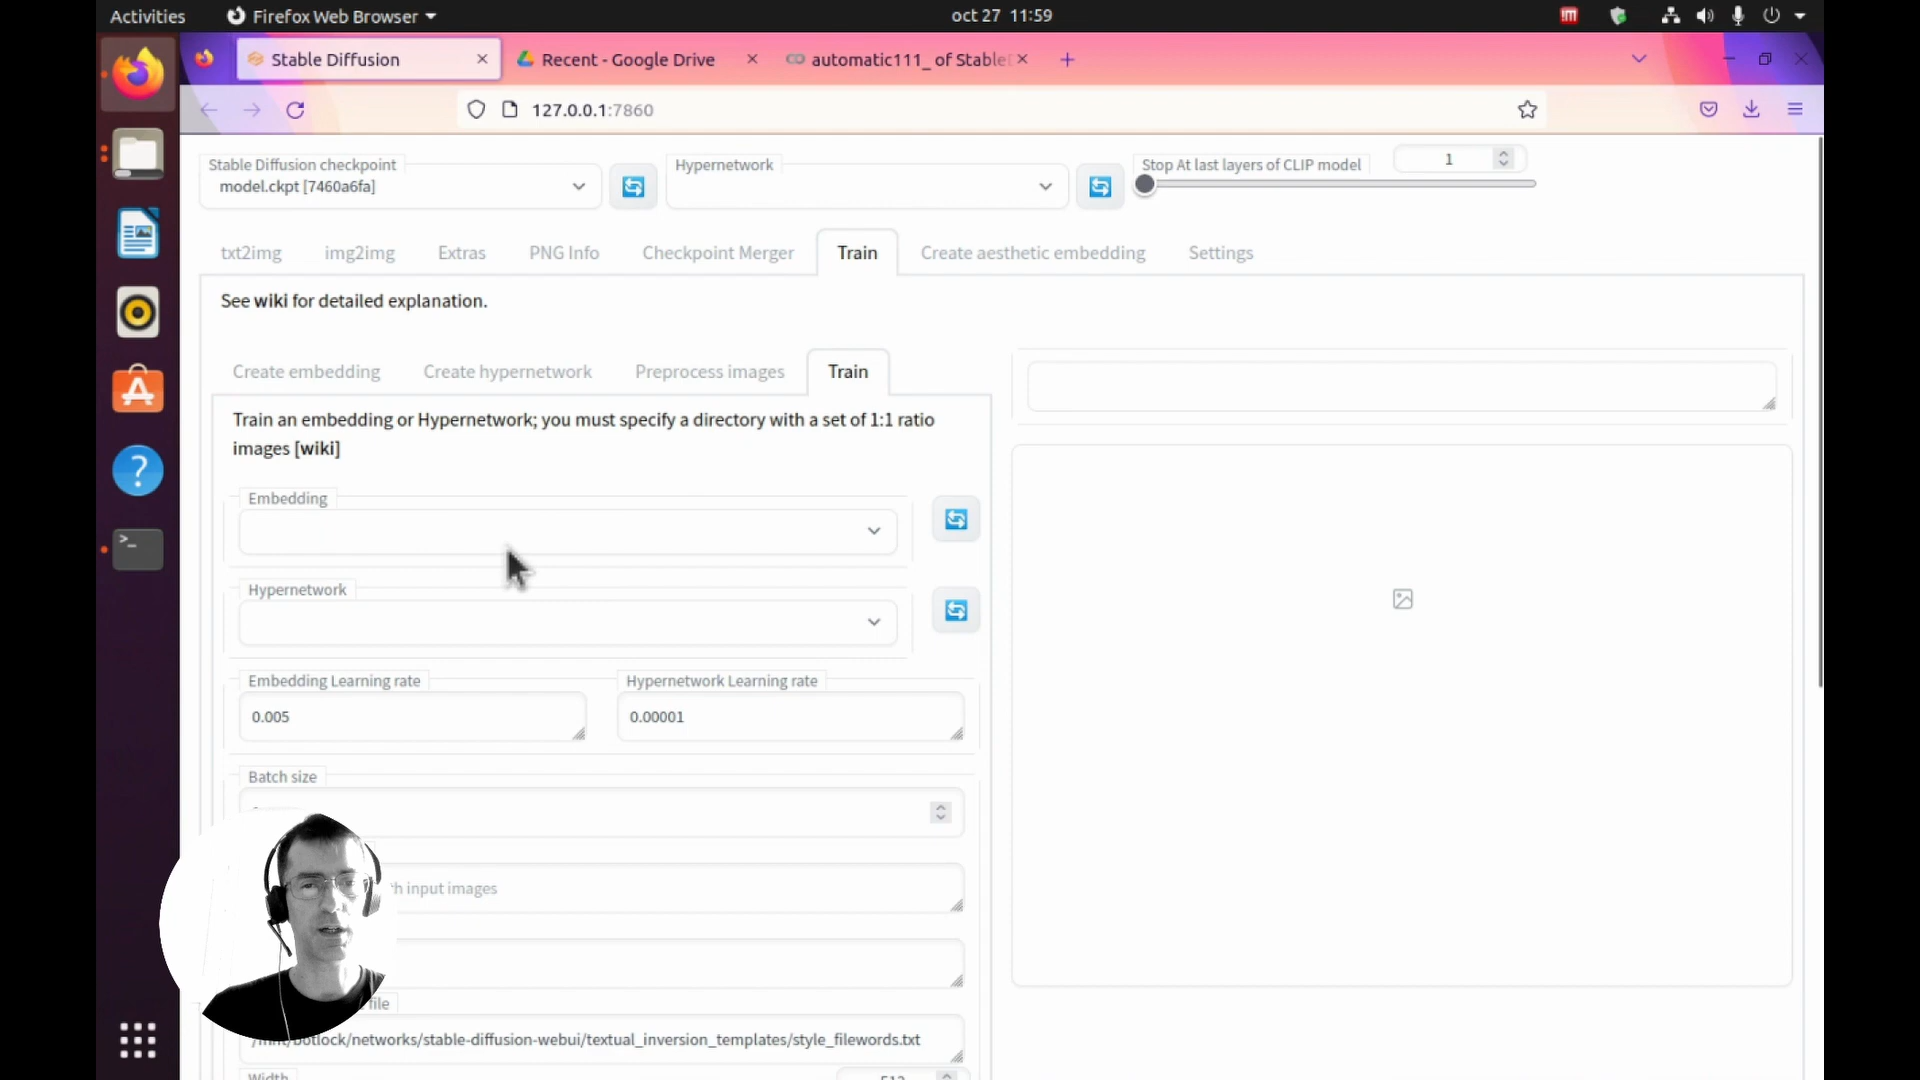 Activities
Firefox Web Browser
oct 27 11:59
Stable Diffusion
Recent - Google Drive
automatic111_ of Stable
127.0.0.1:7860
Stable Diffusion checkpoint
model.ckpt [7460a6fa]
Hypernetwork
Stop At last layers of CLIP model
1
txt2img
img2img
Extras
PNG Info
Checkpoint Merger
Train
Create aesthetic embedding
Settings
See wiki for detailed explanation.
Create embedding
Create hypernetwork
Preprocess images
Train
Train an embedding or Hypernetwork; you must specify a directory with a set of 1:1 ratio
images [wiki]
Embedding
Hypernetwork
Embedding Learning rate
Hypernetwork Learning rate
0.005
0.00001
Batch size
input images
file
/networks/stable-diffusion-webui/textual_inversion_templates/style_filewords.txt
Width
512